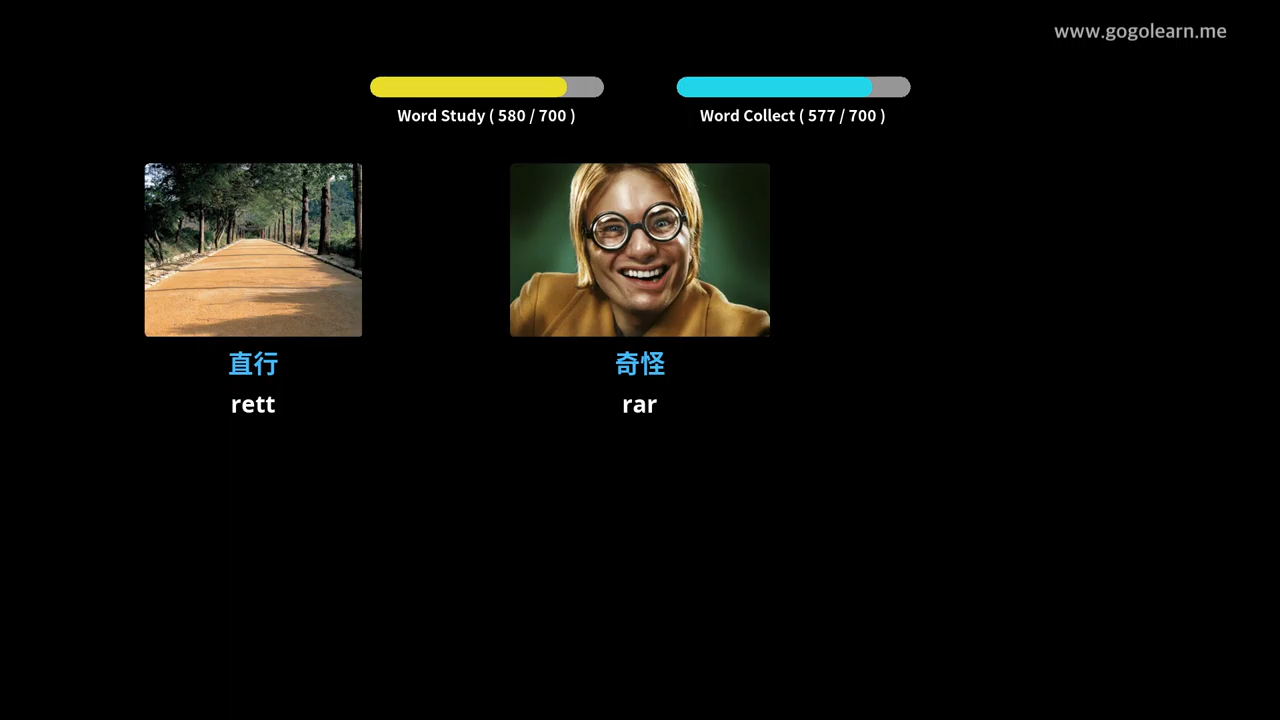 www.gogolearn.me
Word Study ( 580 / 700 )
Word Collect ( 577 / 700 )
直行
rett
奇怪
rar